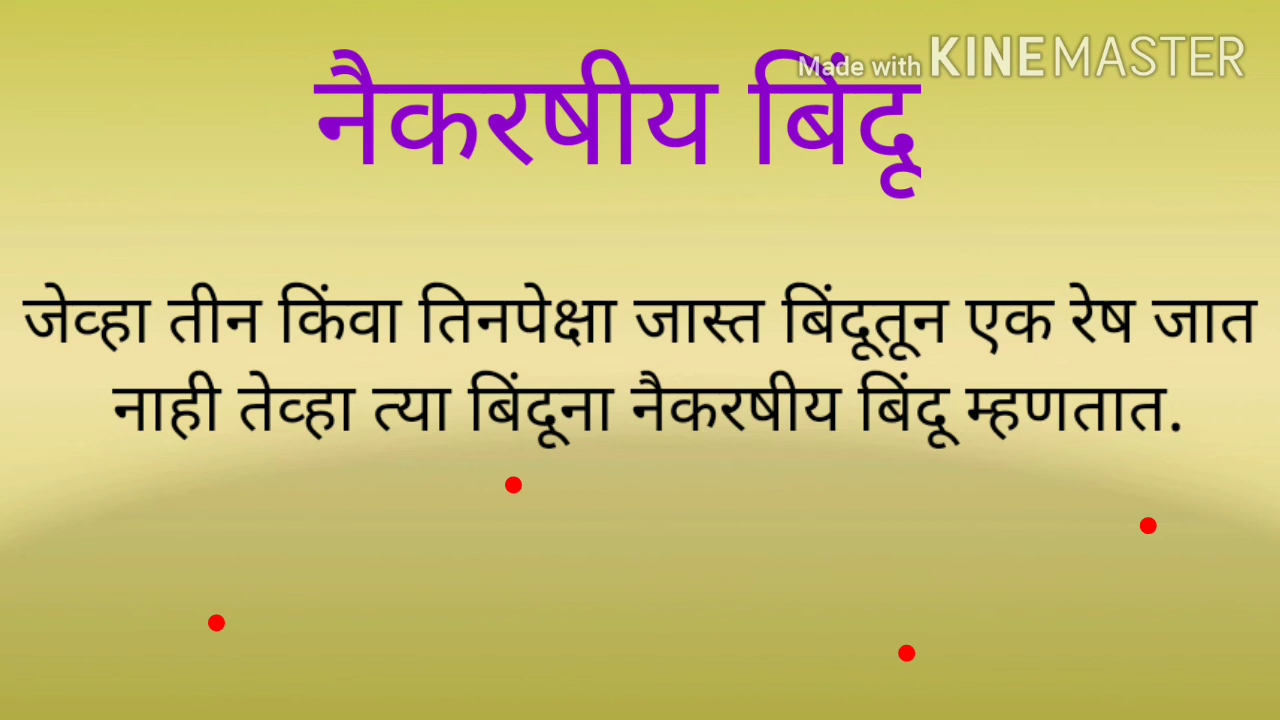 Made with KINEMASTER
नैकरषीय बिंदू
जेव्हा तीन किंवा तिनपेक्षा जास्त बिंदूतून एक रेष जात
नाही तेव्हा त्या बिंदूना नैकरषीय बिंदू म्हणतात.